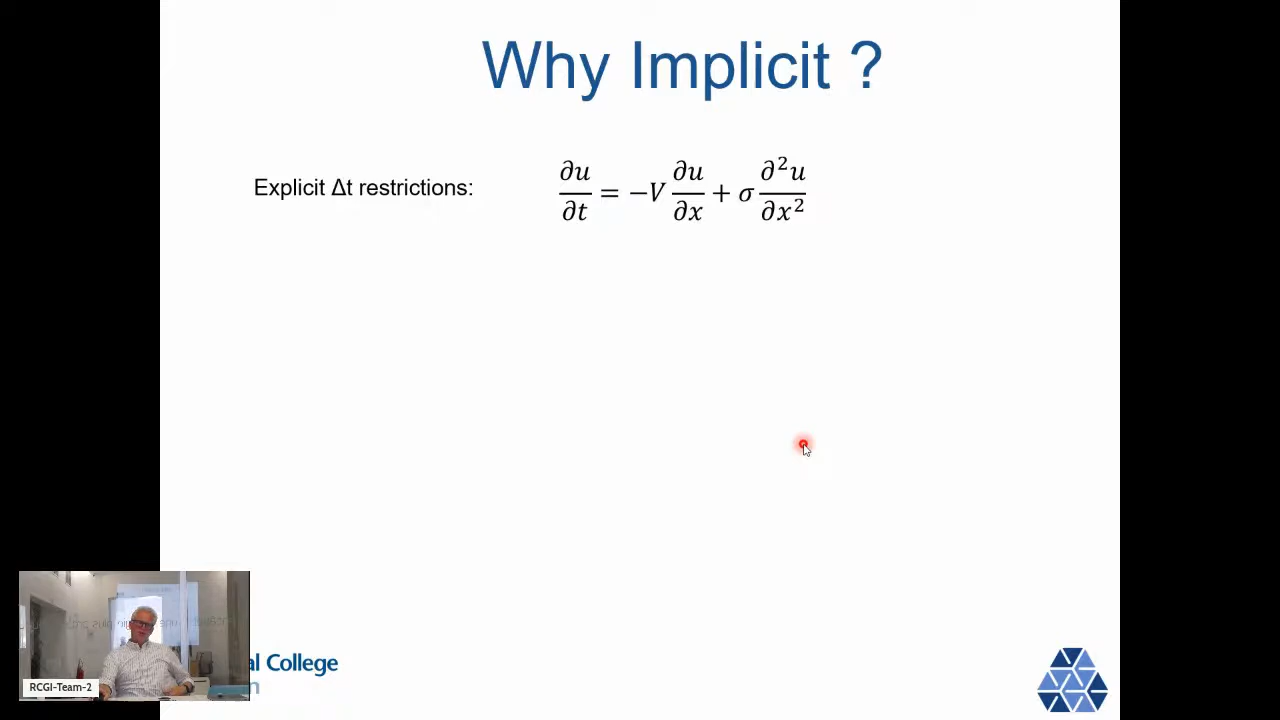 Why Implicit ?
Explicit Δt restrictions:
∂u/∂t = −V ∂u/∂x + σ ∂²u/∂x²
al College
n
RCGI-Team-2